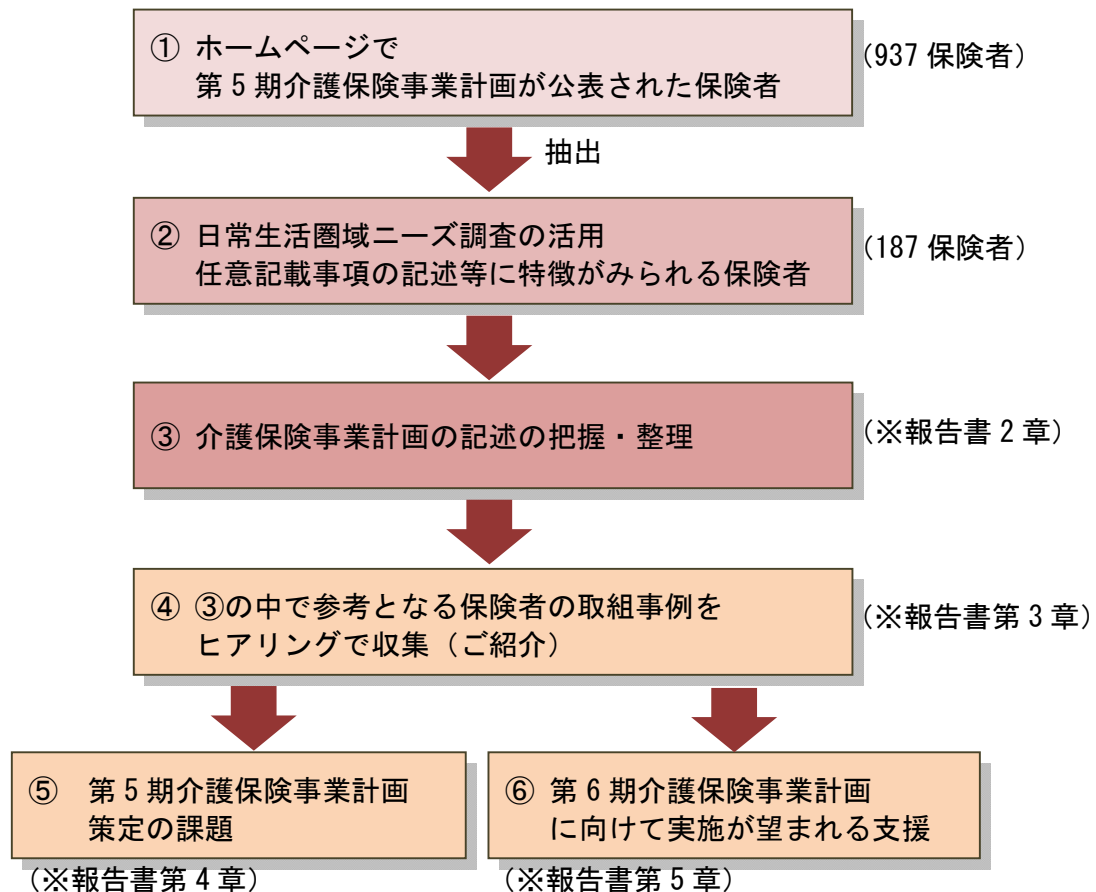 ① ホームページで
第5期介護保険事業計画が公表された保険者
(937 保険者)
抽出
② 日常生活圏域ニーズ調査の活用
任意記載事項の記述等に特徴がみられる保険者
(187 保険者)
③ 介護保険事業計画の記述の把握・整理
(※報告書2章)
④ ③の中で参考となる保険者の取組事例を
ヒアリングで収集(ご紹介)
(※報告書第3章)
⑤ 第5期介護保険事業計画
策定の課題
(※報告書第4章)
⑥ 第6期介護保険事業計画
に向けて実施が望まれる支援
(※報告書第5章)